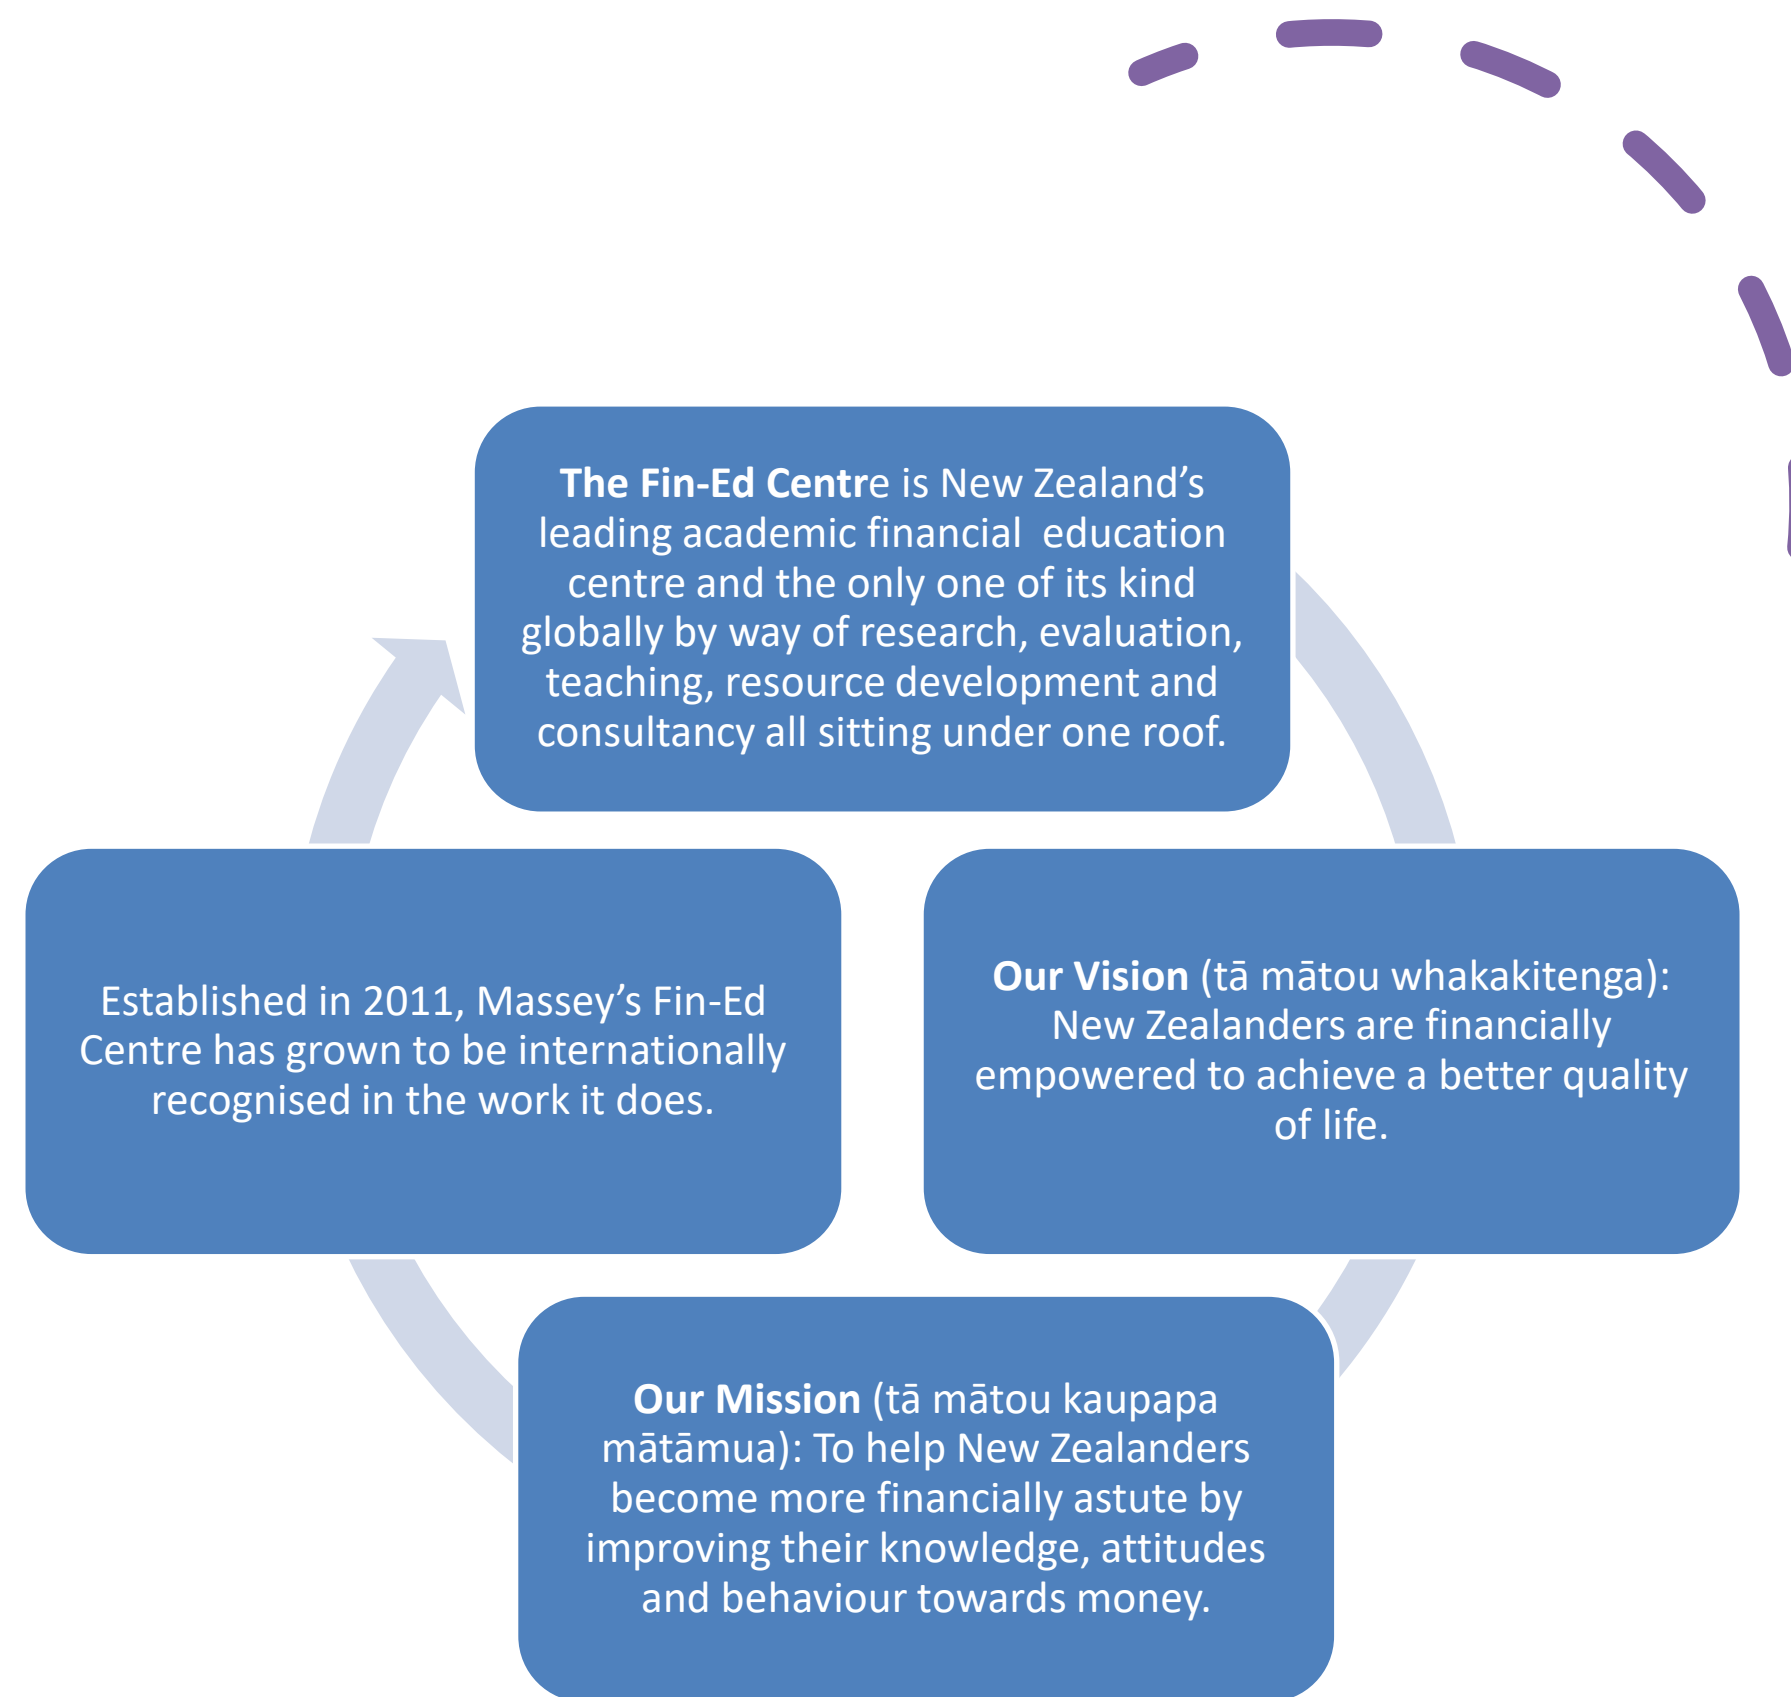 The Fin-Ed Centre is New Zealand’s
leading academic financial  education
centre and the only one of its kind
globally by way of research, evaluation,
teaching, resource development and
consultancy all sitting under one roof.
Our Vision (tā mātou whakakitenga):
New Zealanders are financially
empowered to achieve a better quality
of life.
Our Mission (tā mātou kaupapa
mātāmua): To help New Zealanders
become more financially astute by
improving their knowledge, attitudes
and behaviour towards money.
Established in 2011, Massey’s Fin-Ed
Centre has grown to be internationally
recognised in the work it does.